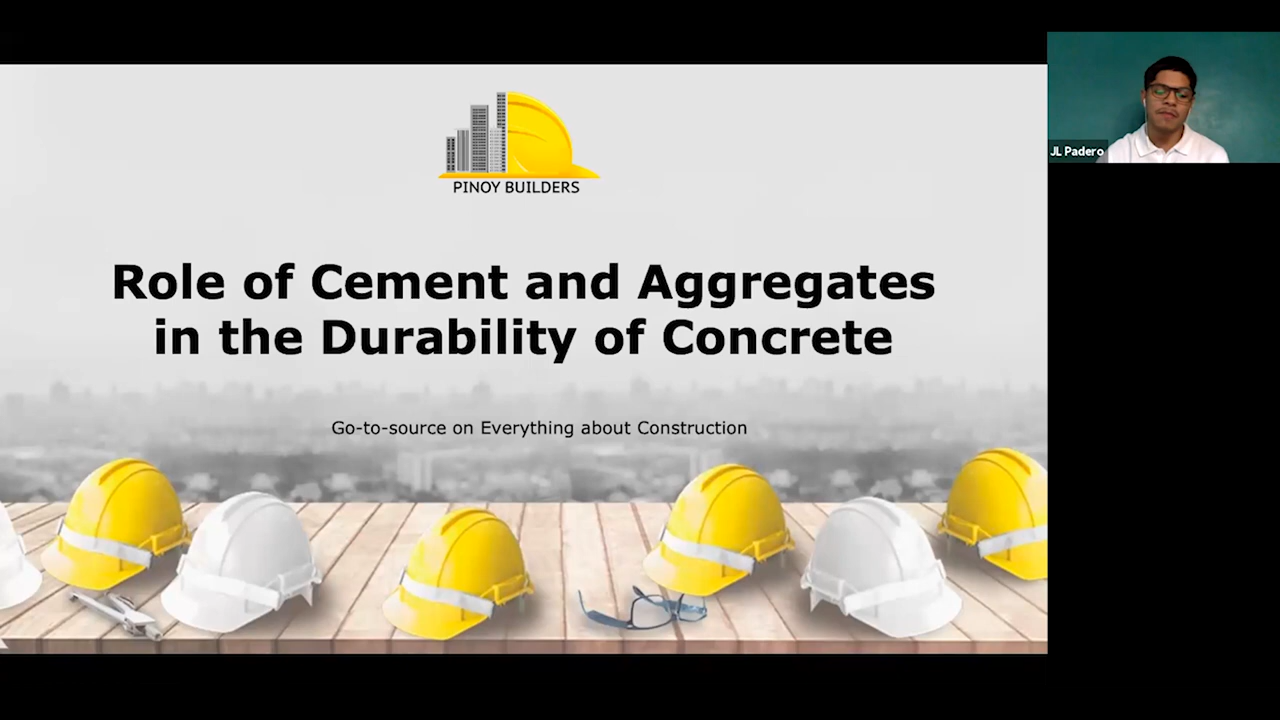 PINOY BUILDERS
JL Padero
Role of Cement and Aggregates
in the Durability of Concrete
Go-to-source on Everything about Construction